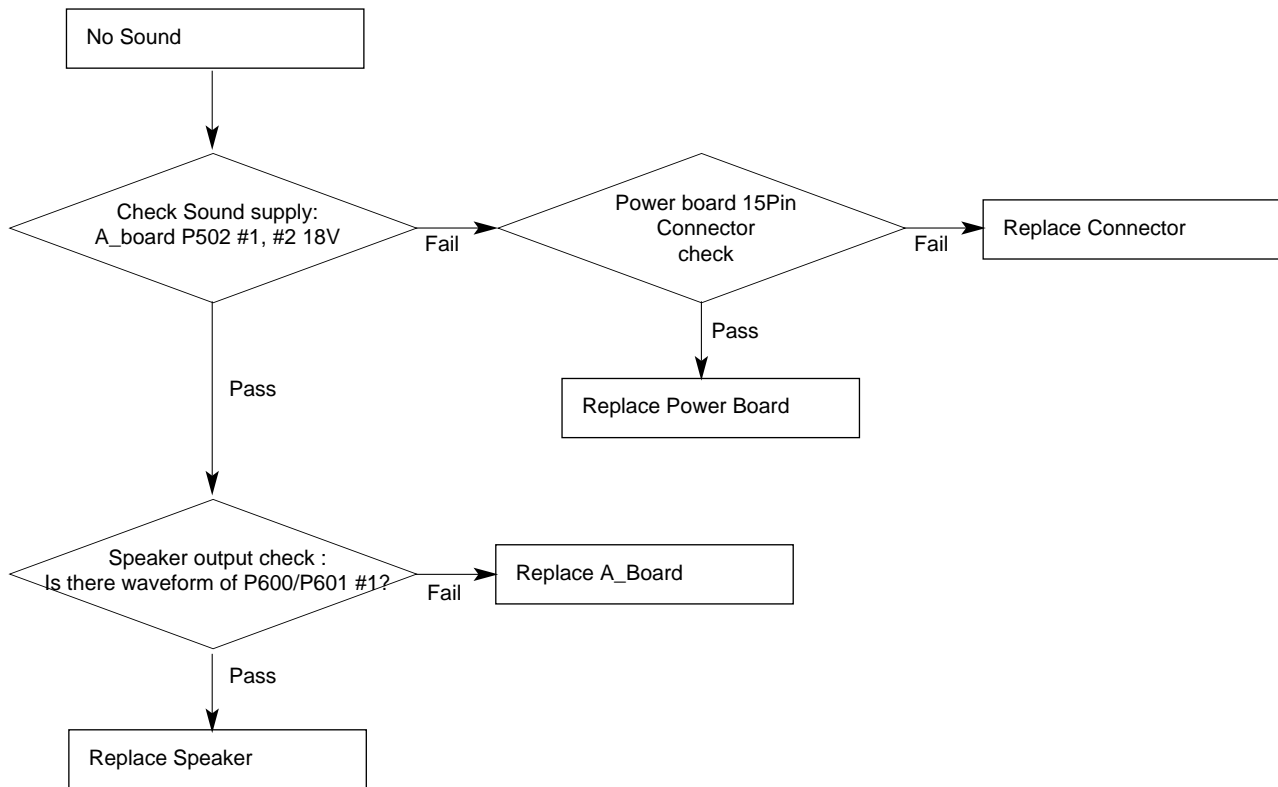 No Sound
Check Sound supply:
A_board P502 #1, #2 18V
Fail
Power board 15Pin
Connector
check
Fail
Replace Connector
Pass
Replace Power Board
Pass
Speaker output check :
Is there waveform of P600/P601 #1?
Fail
Replace A_Board
Pass
Replace Speaker